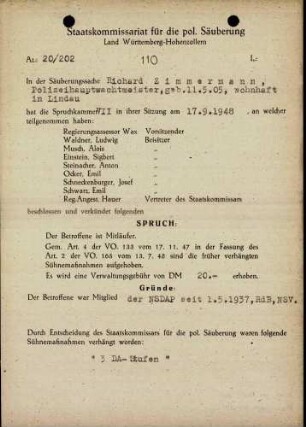 Staatskommissariat für die pol. Säuberung
Land Württemberg-Hohenzollern
Az: 20/202 110 L:
In der Säuberungssache Richard Zimmermann,
Polizeihauptwachtmeister, geb. 11.5.05, wohnhaft
in Lindau
hat die Spruchkammer II in ihrer Sitzung am 17.9.1948, an welcher
teilgenommen haben:
Regierungsassessor Wax Vorsitzender
Waldner, Ludwig Beisitzer
Musch, Alois "
Einstein, Sigbert "
Steinacher, Anton "
Ocker, Emil "
Schneckenburger, Josef "
Schwarz, Emil "
Reg.Angest. Hauer Vertreter des Staatskommissars
beschlossen und verkündet folgenden
SPRUCH:
Der Betroffene ist Mitläufer.
Gem. Art. 4 der VO. 133 vom 17. 11. 47 in der Fassung des
Art. 2 der VO. 165 vom 13. 7. 48 sind die früher verhängten
Sühnemaßnahmen aufgehoben.
Es wird eine Verwaltungsgebühr von DM 20.- erhoben.
Gründe:
Der Betroffene war Mitglied der NSDAP seit 1.5.1937, RdB, NSV.
Durch Entscheidung des Staatskommissars für die pol. Säuberung waren folgende
Sühnemaßnahmen verhängt werden:
" 3 DA-Stufen "